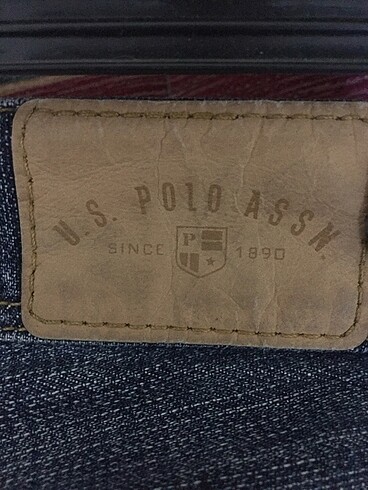 U.S. POLO ASSN.
SINCE P 1890